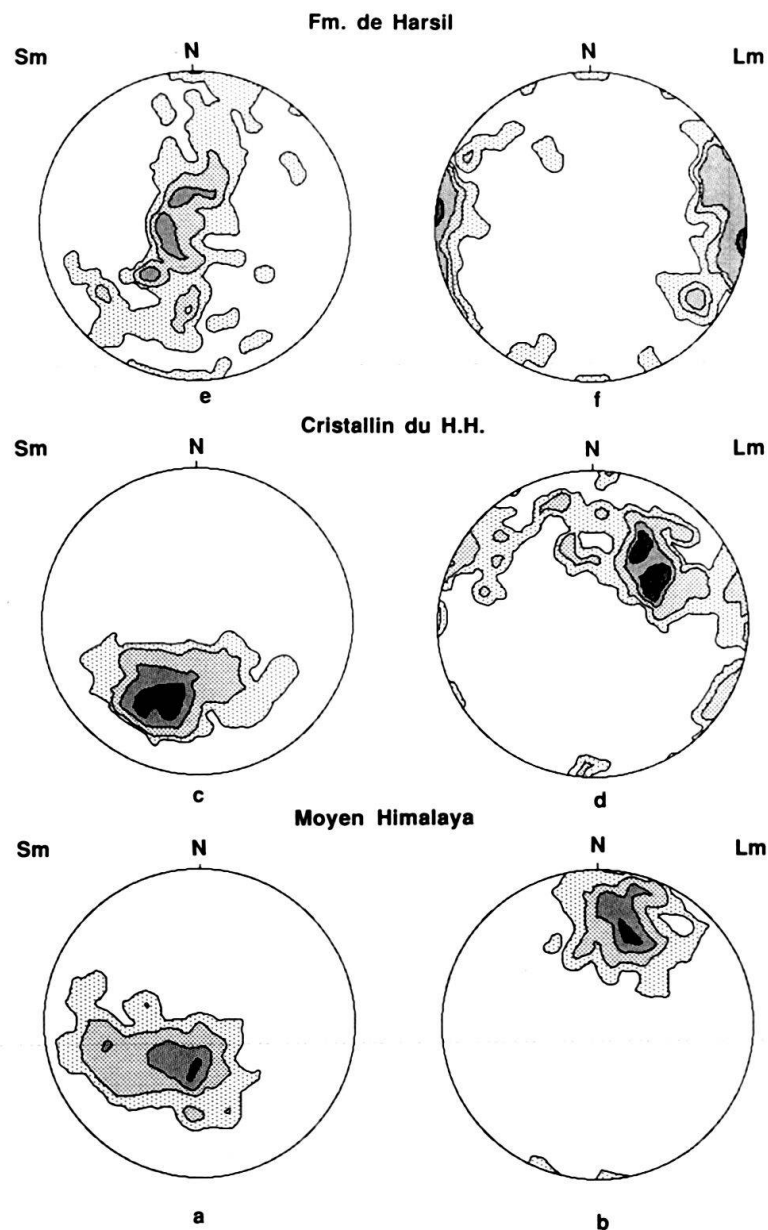 Fm. de Harsil
Sm N N Lm
e f
Cristallin du H.H.
Sm N N Lm
c d
Moyen Himalaya
Sm N N Lm
a b